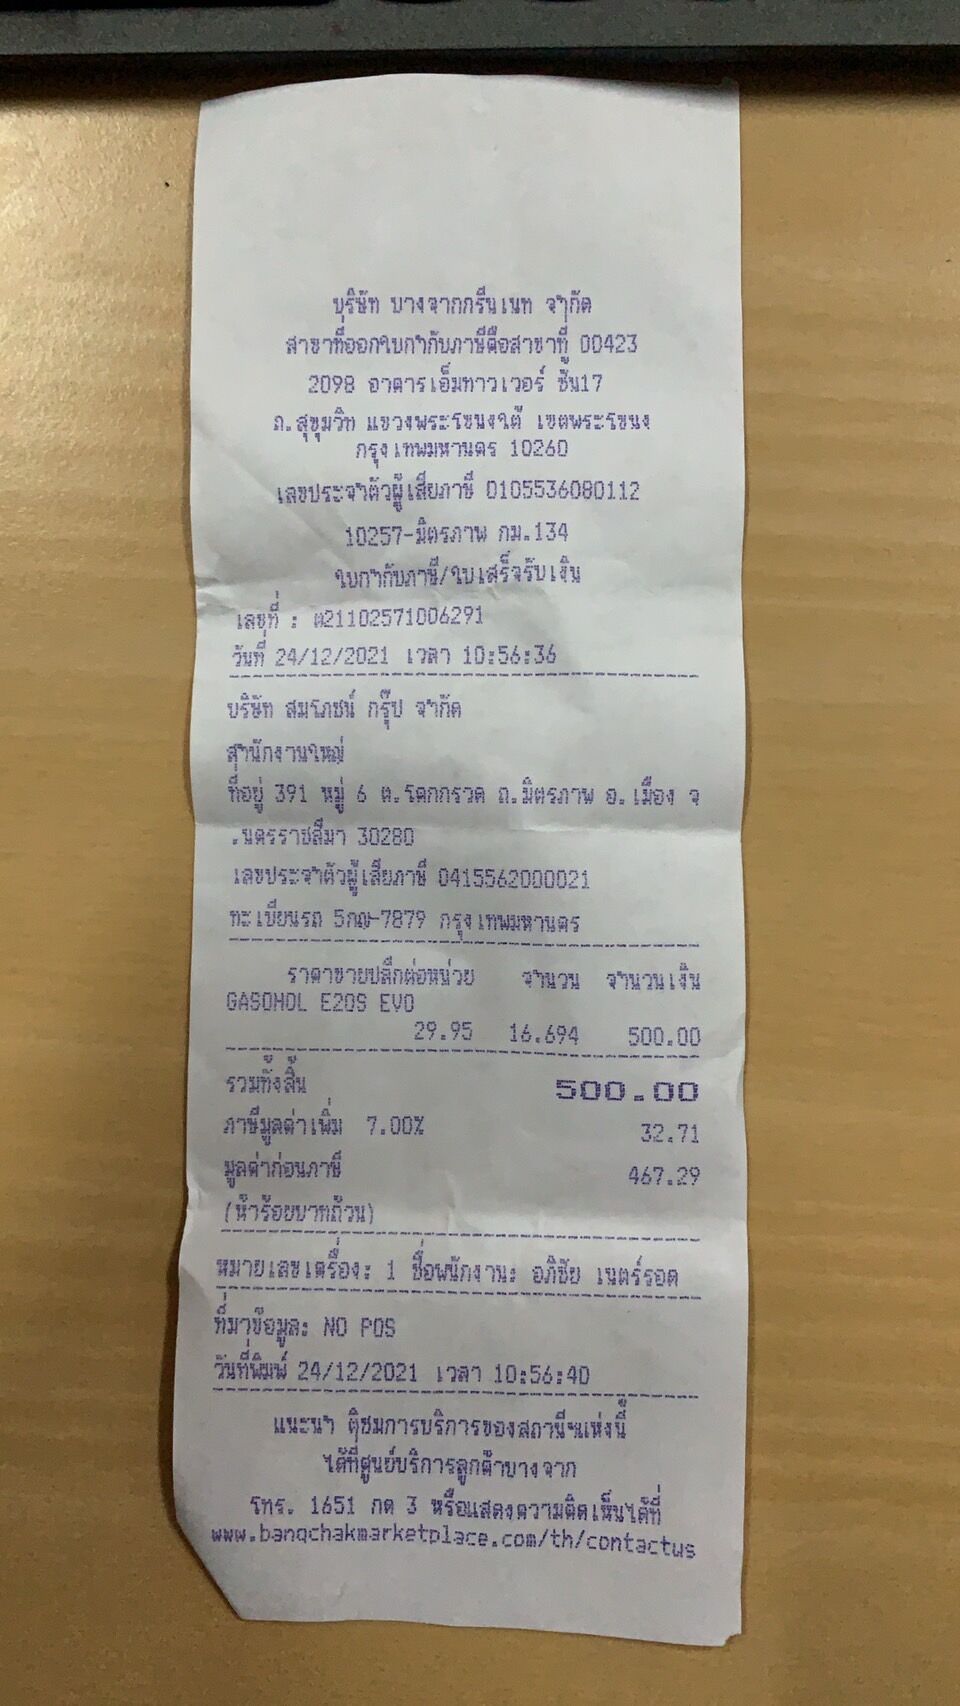 บริษัท บางจากกรีนเนท จำกัด
สาขาที่ออกใบกำกับภาษีคือสาขาที่ 00423
2098 อาคารเอ็มทาวเวอร์ ชั้น17
ถ.สุขุมวิท แขวงพระโขนงใต้ เขตพระโขนง
กรุงเทพมหานคร 10260
เลขประจำตัวผู้เสียภาษี 0105536080112
10257-มิตรภาพ กม.134
ใบกำกับภาษี/ใบเสร็จรับเงิน
เลขที่ : ต21102571006291
วันที่ 24/12/2021 เวลา 10:56:36
บริษัท สมโภชน์ กรุ๊ป จำกัด
สำนักงานใหญ่
ที่อยู่ 391 หมู่ 6 ต.โคกกรวด ถ.มิตรภาพ อ.เมือง จ
.นครราชสีมา 30280
เลขประจำตัวผู้เสียภาษี 0415562000021
ทะเบียนรถ 5กญ-7879 กรุงเทพมหานคร
ราคาขายปลีกต่อหน่วย จำนวน จำนวนเงิน
GASOHOL E20S EVO
29.95 16.694 500.00
รวมทั้งสิ้น 500.00
ภาษีมูลค่าเพิ่ม 7.00% 32.71
มูลค่าก่อนภาษี 467.29
(ห้าร้อยบาทถ้วน)
หมายเลขเครื่อง: 1 ชื่อพนักงาน: อภิชัย เนตร์รอด
ที่มาข้อมูล: NO POS
วันที่พิมพ์ 24/12/2021 เวลา 10:56:40
แนะนำ ติชมการบริการของสถานีฯแห่งนี้
ได้ที่ศูนย์บริการลูกค้าบางจาก
โทร. 1651 กด 3 หรือแสดงความคิดเห็นได้ที่
www.bangchakmarketplace.com/th/contactus